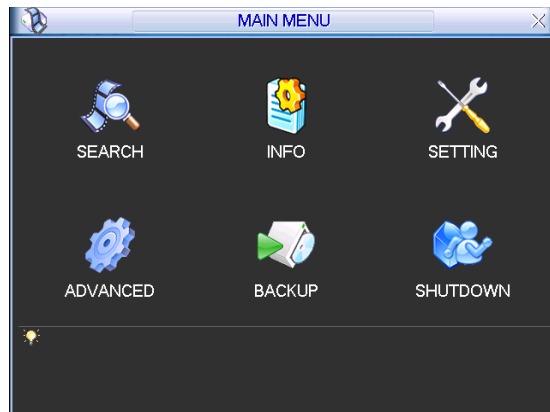 MAIN MENU
SEARCH
INFO
SETTING
ADVANCED
BACKUP
SHUTDOWN